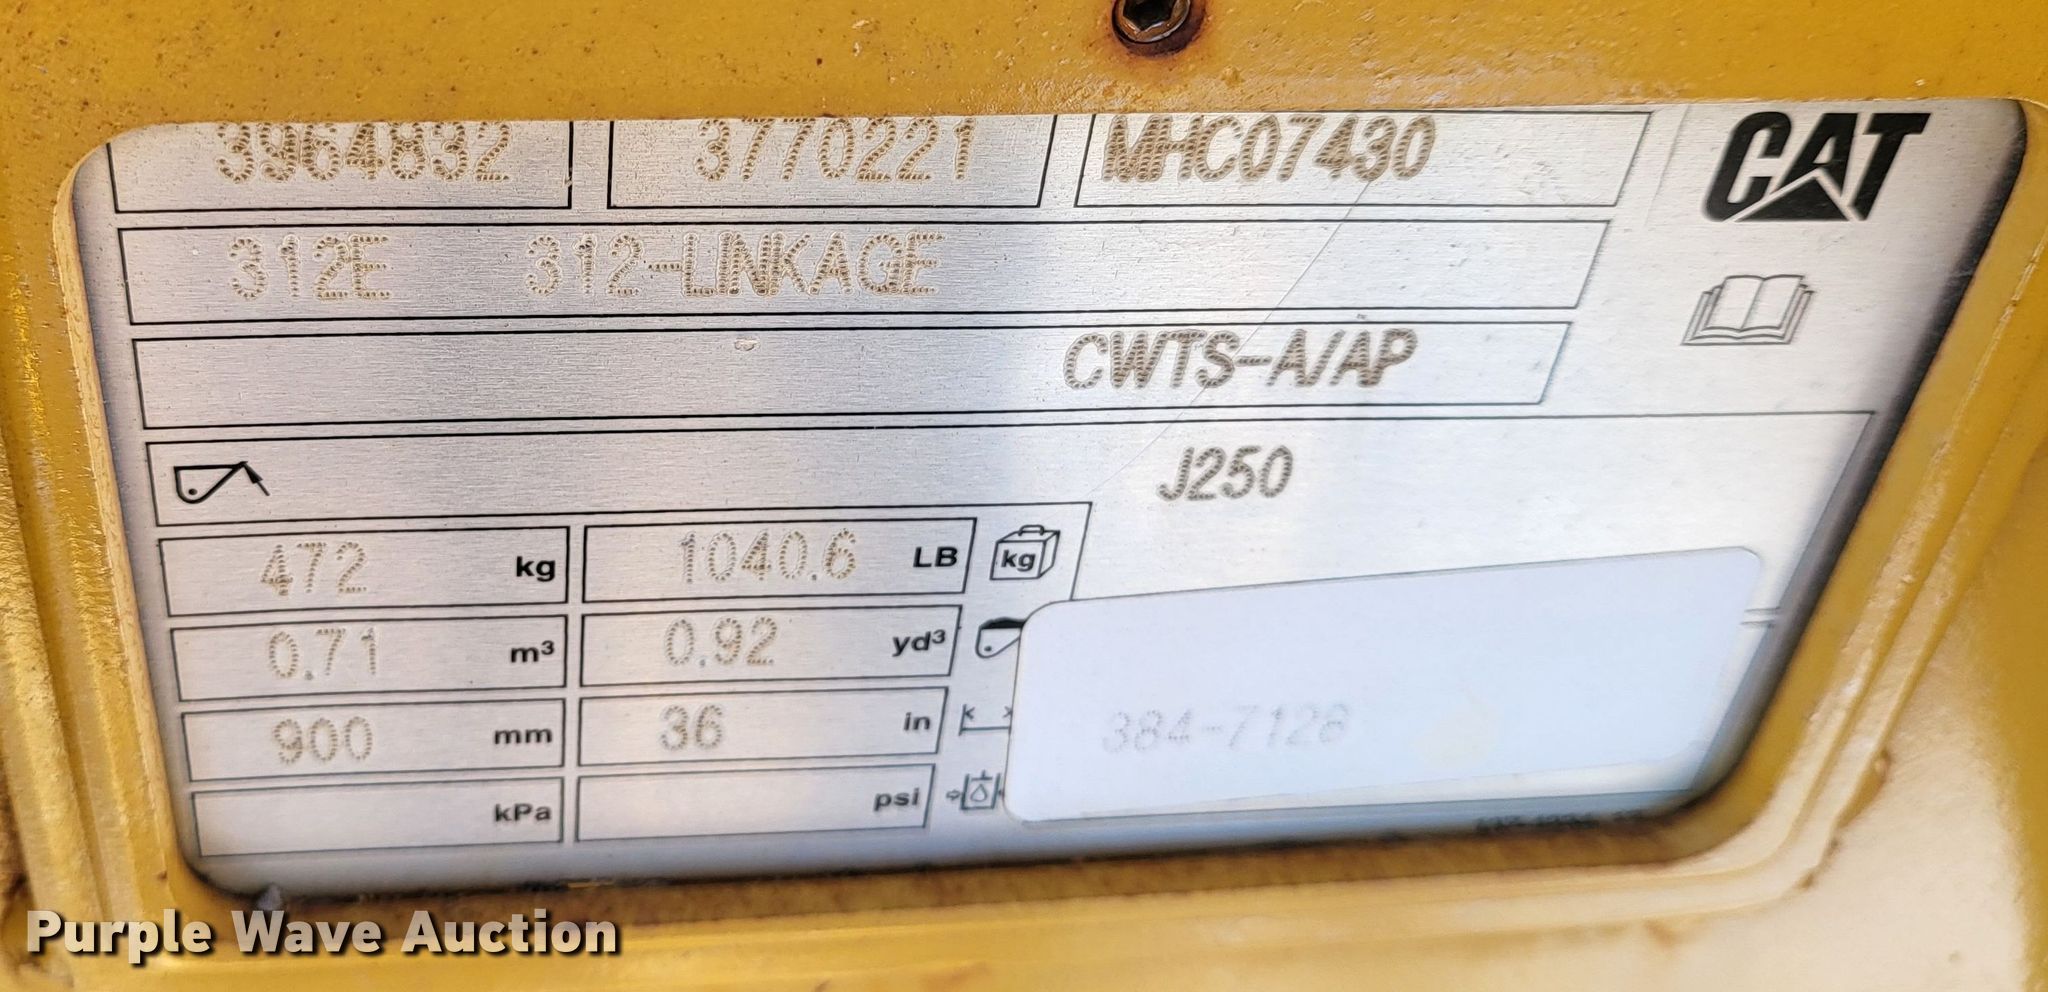 3964832 3770221 MHC07430 CAT
312E 312-LINKAGE
CWTS-A/AP
J250
472 kg 1040.6 LB kg
0.71 m³ 0.92 yd³
900 mm 36 in
384-7128
kPa psi
Purple Wave Auction